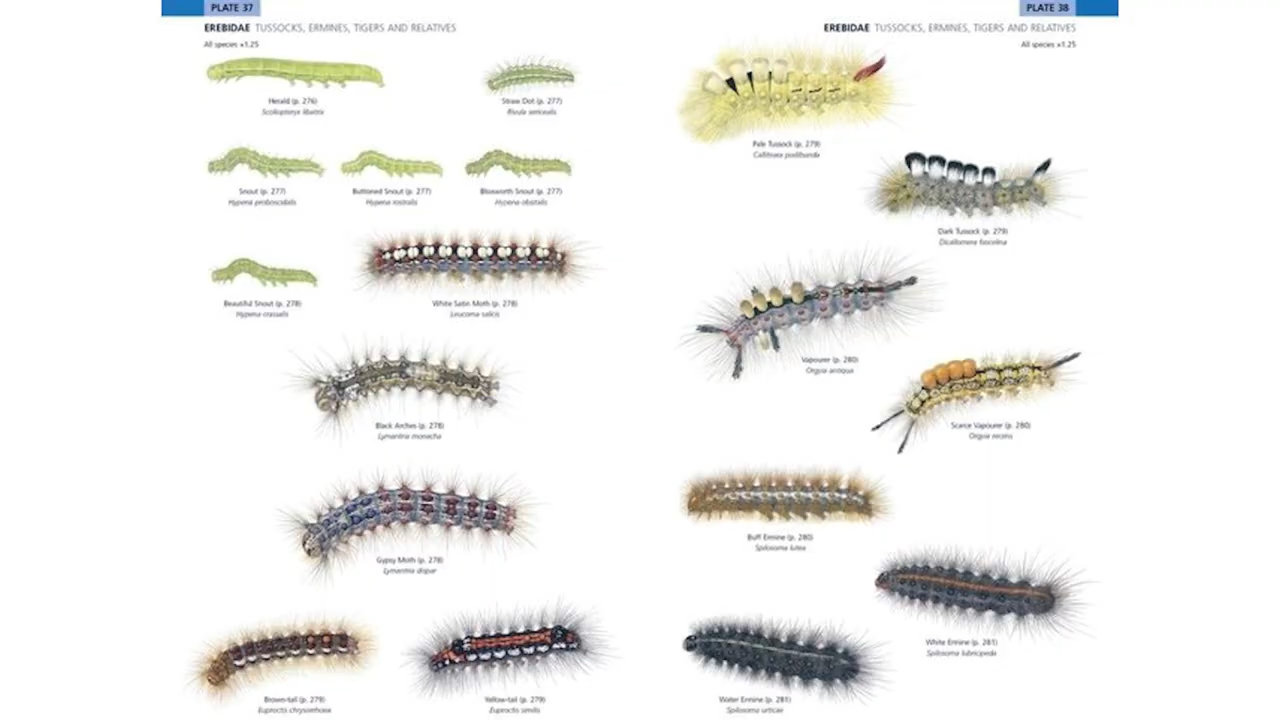 PLATE 37
EREBIDAE TUSSOCKS, ERMINES, TIGERS AND RELATIVES
All species ×1.25
Herald (p. 276)
Scoliopteryx libatrix
Straw Dot (p. 277)
Rivula sericealis
Snout (p. 277)
Hypena proboscidalis
Buttoned Snout (p. 277)
Hypena rostralis
Bloxworth Snout (p. 277)
Hypena obsitalis
Beautiful Snout (p. 278)
Hypena crassalis
White Satin Moth (p. 278)
Leucoma salicis
Black Arches (p. 278)
Lymantria monacha
Gypsy Moth (p. 278)
Lymantria dispar
Brown-tail (p. 279)
Euproctis chrysorrhoea
Yellow-tail (p. 279)
Euproctis similis
PLATE 38
EREBIDAE TUSSOCKS, ERMINES, TIGERS AND RELATIVES
All species ×1.25
Pale Tussock (p. 279)
Calliteara pudibunda
Dark Tussock (p. 279)
Dicallomera fascelina
Vapourer (p. 280)
Orgyia antiqua
Scarce Vapourer (p. 280)
Orgyia recens
Buff Ermine (p. 280)
Spilosoma lutea
White Ermine (p. 281)
Spilosoma lubricipeda
Water Ermine (p. 281)
Spilosoma urticae